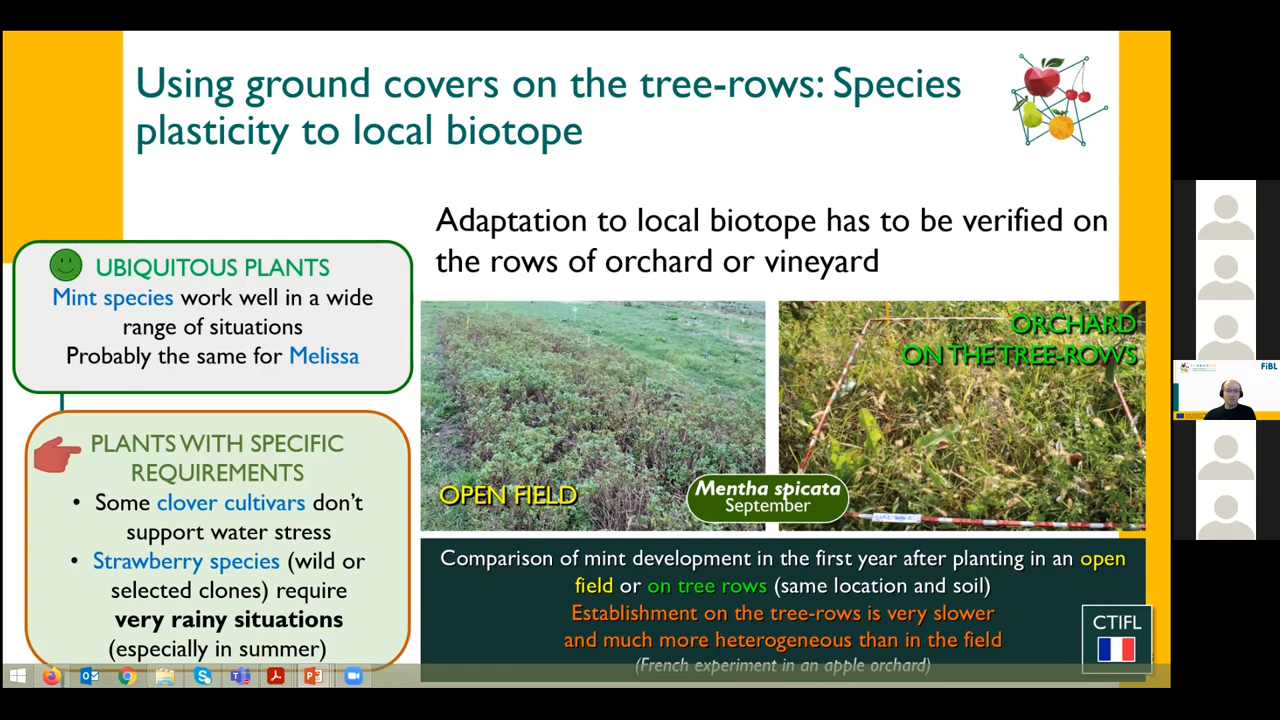 Using ground covers on the tree-rows: Species
plasticity to local biotope
Adaptation to local biotope has to be verified on
the rows of orchard or vineyard
UBIQUITOUS PLANTS
Mint species work well in a wide
range of situations
Probably the same for Melissa
PLANTS WITH SPECIFIC
REQUIREMENTS
• Some clover cultivars don't
support water stress
• Strawberry species (wild or
selected clones) require
very rainy situations
(especially in summer)
OPEN FIELD
ORCHARD
ON THE TREE-ROWS
Mentha spicata
September
Comparison of mint development in the first year after planting in an open
field or on tree rows (same location and soil)
Establishment on the tree-rows is very slower
and much more heterogeneous than in the field
(French experiment in an apple orchard)
CTIFL
FiBL